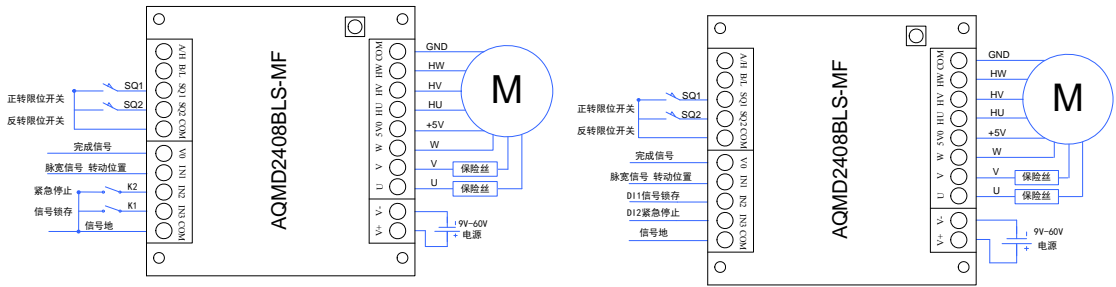 A/H
B/L
SQ1
SQ2
COM
V0
IN1
IN2
IN3
COM
SQ1
SQ2
正转限位开关
反转限位开关
完成信号
脉宽信号 转动位置
紧急停止
K2
信号锁存
K1
信号地
AQMD2408BLS-MF
COM
HW
HV
HU
5V0
W
V
U
V-
V+
GND
HW
HV
HU
+5V
W
V
保险丝
U
保险丝
M
9V-60V
+ 电源
A/H
B/L
SQ1
SQ2
COM
V0
IN1
IN2
IN3
COM
SQ1
SQ2
正转限位开关
反转限位开关
完成信号
脉宽信号 转动位置
DI1信号锁存
DI2紧急停止
信号地
AQMD2408BLS-MF
COM
HW
HV
HU
5V0
W
V
U
V-
V+
GND
HW
HV
HU
+5V
W
V
保险丝
U
保险丝
M
9V-60V
+ 电源